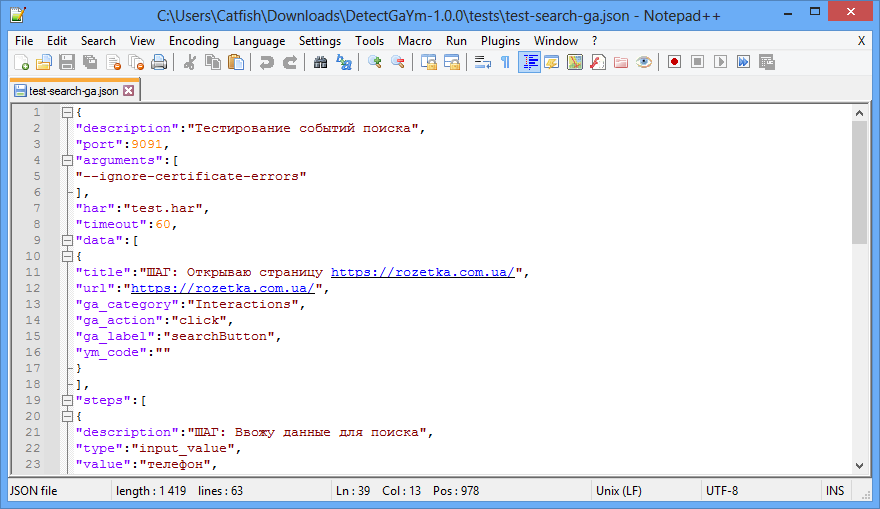 C:\Users\Catfish\Downloads\DetectGaYm-1.0.0\tests\test-search-ga.json - Notepad++
File Edit Search View Encoding Language Settings Tools Macro Run Plugins Window ? X
test-search-ga.json
1 {
2 "description":"Тестирование событий поиска",
3 "port":9091,
4 "arguments":[
5 "--ignore-certificate-errors"
6 ],
7 "har":"test.har",
8 "timeout":60,
9 "data":[
10 {
11 "title":"ШАГ: Открываю страницу https://rozetka.com.ua/",
12 "url":"https://rozetka.com.ua/",
13 "ga_category":"Interactions",
14 "ga_action":"click",
15 "ga_label":"searchButton",
16 "ym_code":""
17 }
18 ],
19 "steps":[
20 {
21 "description":"ШАГ: Ввожу данные для поиска",
22 "type":"input_value",
23 "value":"телефон",
JSON file length : 1 419 lines : 63 Ln : 39 Col : 13 Pos : 978 Unix (LF) UTF-8 INS